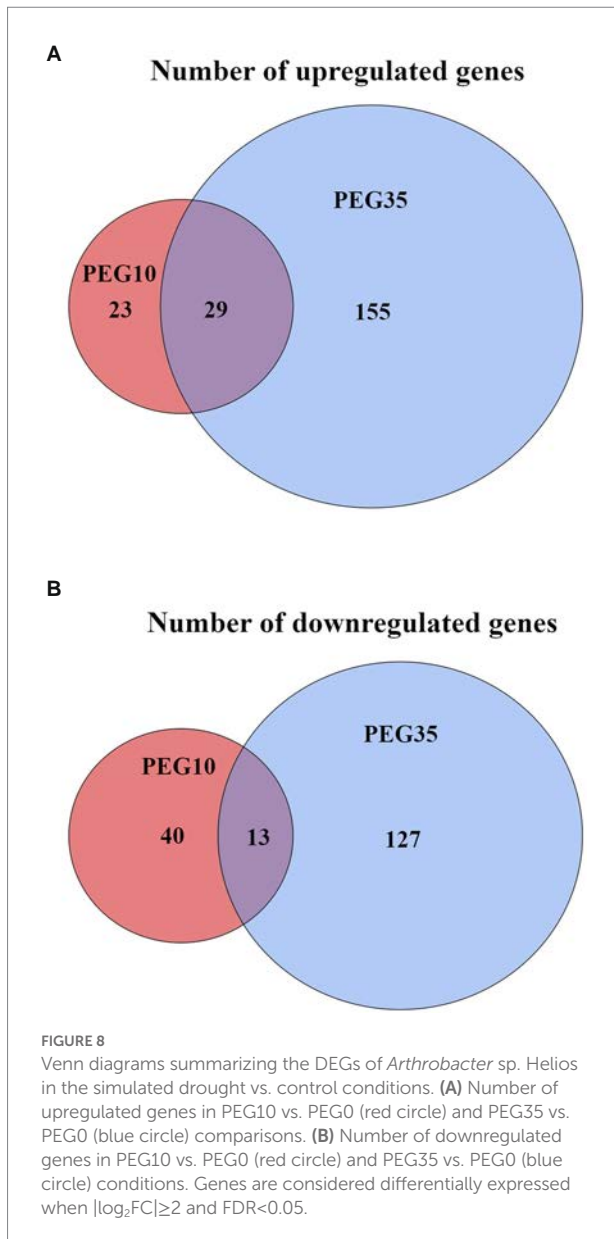 A
Number of upregulated genes
PEG35
PEG10
23
29
155
B
Number of downregulated genes
PEG35
PEG10
40
13
127
FIGURE 8
Venn diagrams summarizing the DEGs of Arthrobacter sp. Helios
in the simulated drought vs. control conditions. (A) Number of
upregulated genes in PEG10 vs. PEG0 (red circle) and PEG35 vs.
PEG0 (blue circle) comparisons. (B) Number of downregulated
genes in PEG10 vs. PEG0 (red circle) and PEG35 vs. PEG0 (blue
circle) conditions. Genes are considered differentially expressed
when |log₂FC|≥2 and FDR<0.05.